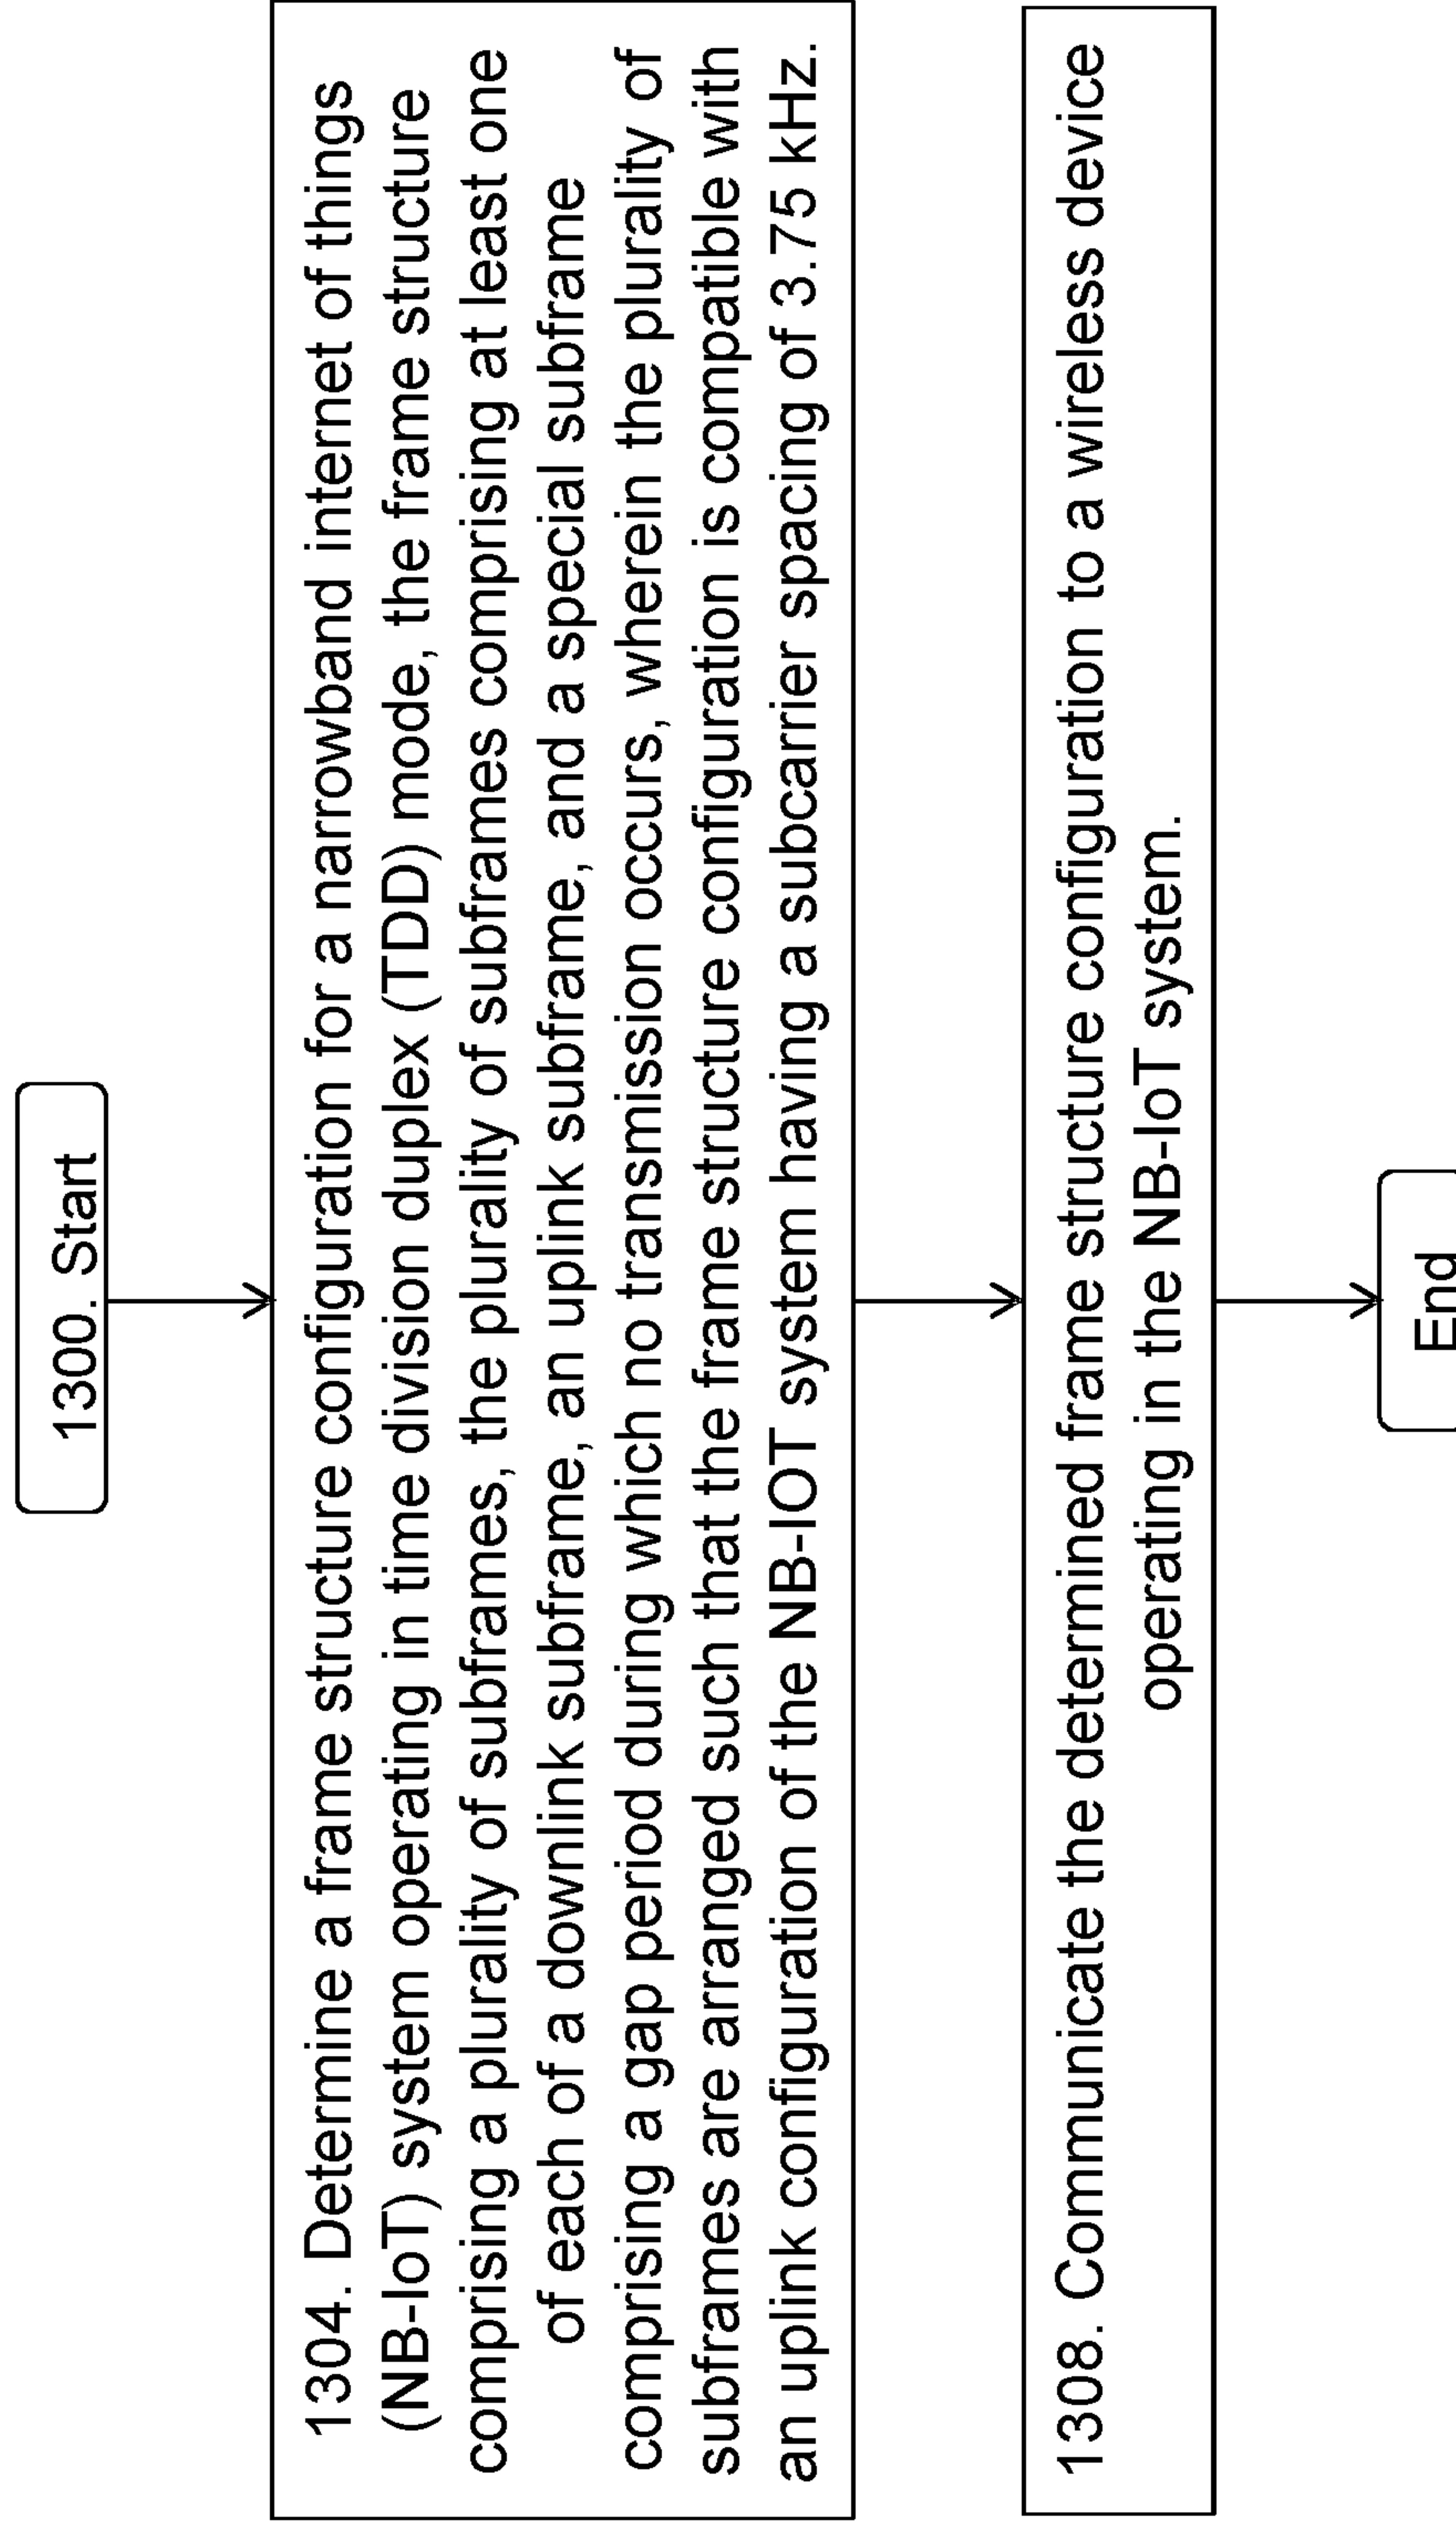 1300. Start
1304. Determine a frame structure configuration for a narrowband internet of things
(NB-IoT) system operating in time division duplex (TDD) mode, the frame structure
comprising a plurality of subframes, the plurality of subframes comprising at least one
of each of a downlink subframe, an uplink subframe, and a special subframe
comprising a gap period during which no transmission occurs, wherein the plurality of
subframes are arranged such that the frame structure configuration is compatible with
an uplink configuration of the NB-IOT system having a subcarrier spacing of 3.75 kHz.
1308. Communicate the determined frame structure configuration to a wireless device
operating in the NB-IoT system.
End